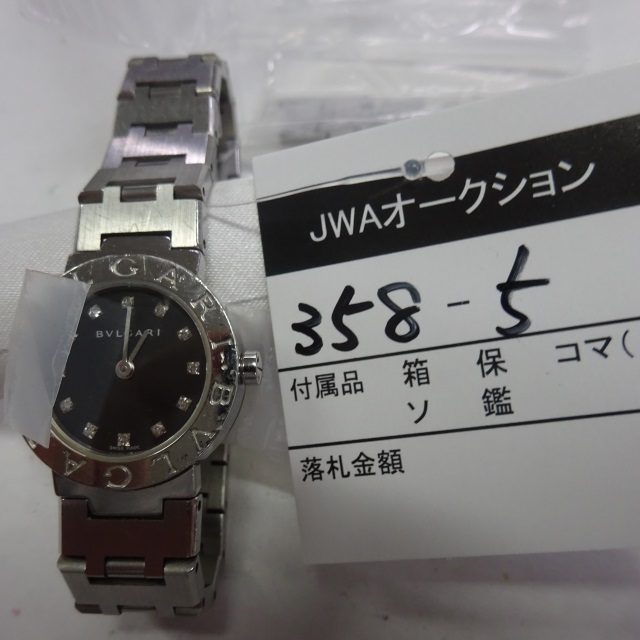 JWAオークション
358-5
付属品 箱 保 コマ(
ソ 鑑
落札金額
BVLGARI
BVLGARI